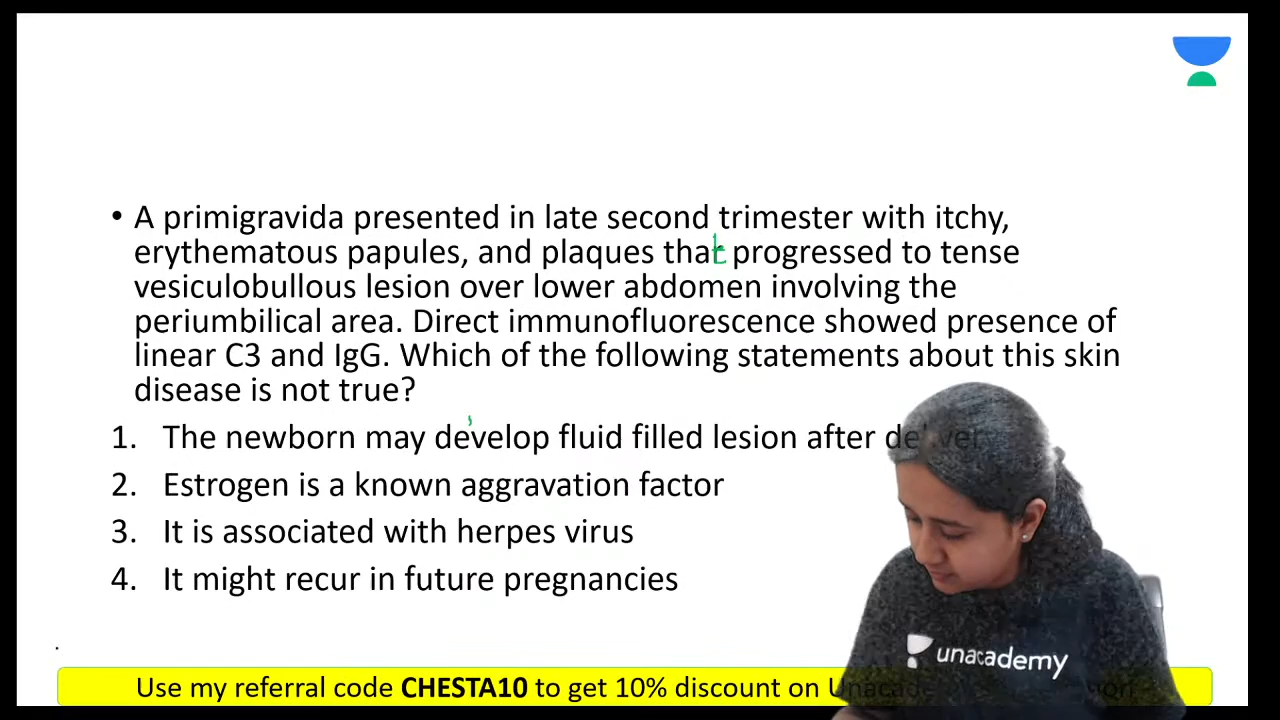 • A primigravida presented in late second trimester with itchy,
erythematous papules, and plaques that progressed to tense
vesiculobullous lesion over lower abdomen involving the
periumbilical area. Direct immunofluorescence showed presence of
linear C3 and IgG. Which of the following statements about this skin
disease is not true?
1. The newborn may develop fluid filled lesion after
2. Estrogen is a known aggravation factor
3. It is associated with herpes virus
4. It might recur in future pregnancies
unacademy
Use my referral code CHESTA10 to get 10% discount on